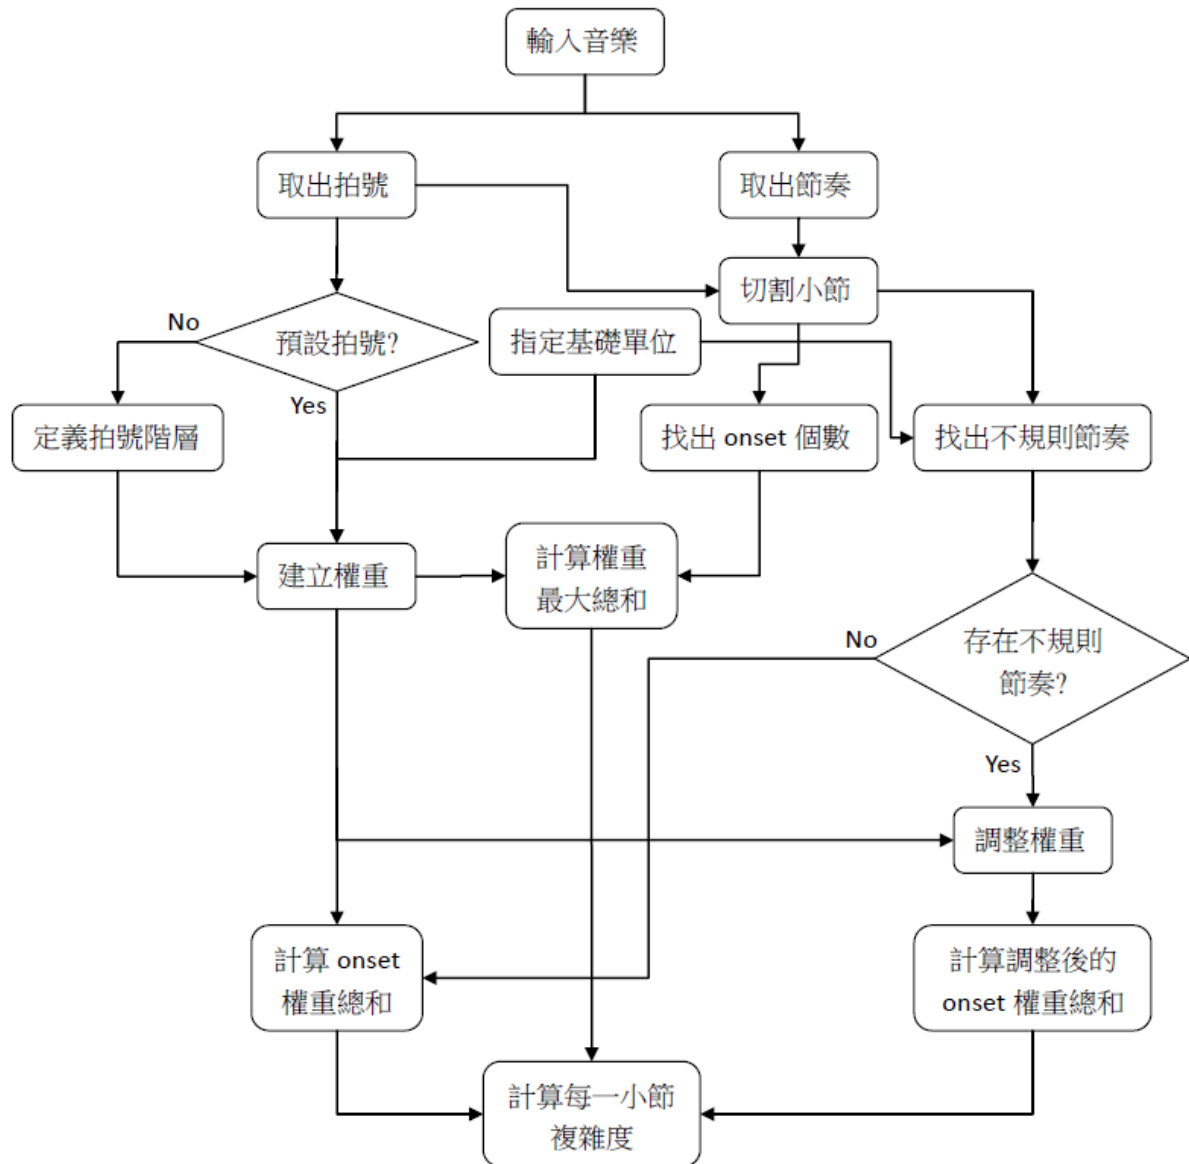 輸入音樂
取出拍號
取出節奏
切割小節
No
預設拍號?
指定基礎單位
Yes
定義拍號階層
找出 onset 個數
找出不規則節奏
建立權重
計算權重
最大總和
No
存在不規則
節奏?
Yes
調整權重
計算 onset
權重總和
計算調整後的
onset 權重總和
計算每一小節
複雜度